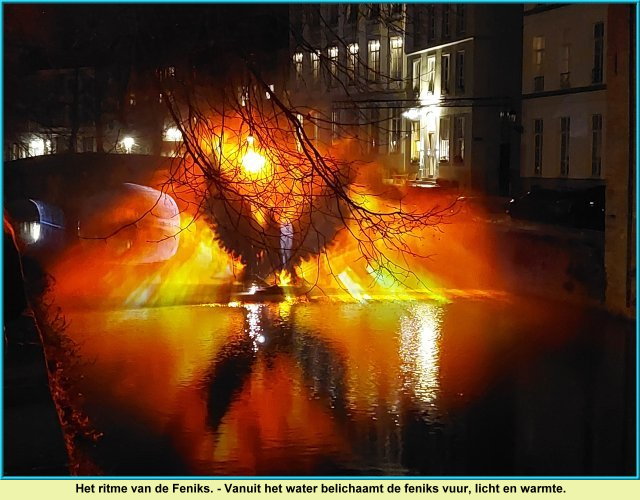 Het ritme van de Feniks. - Vanuit het water belichaamt de feniks vuur, licht en warmte.